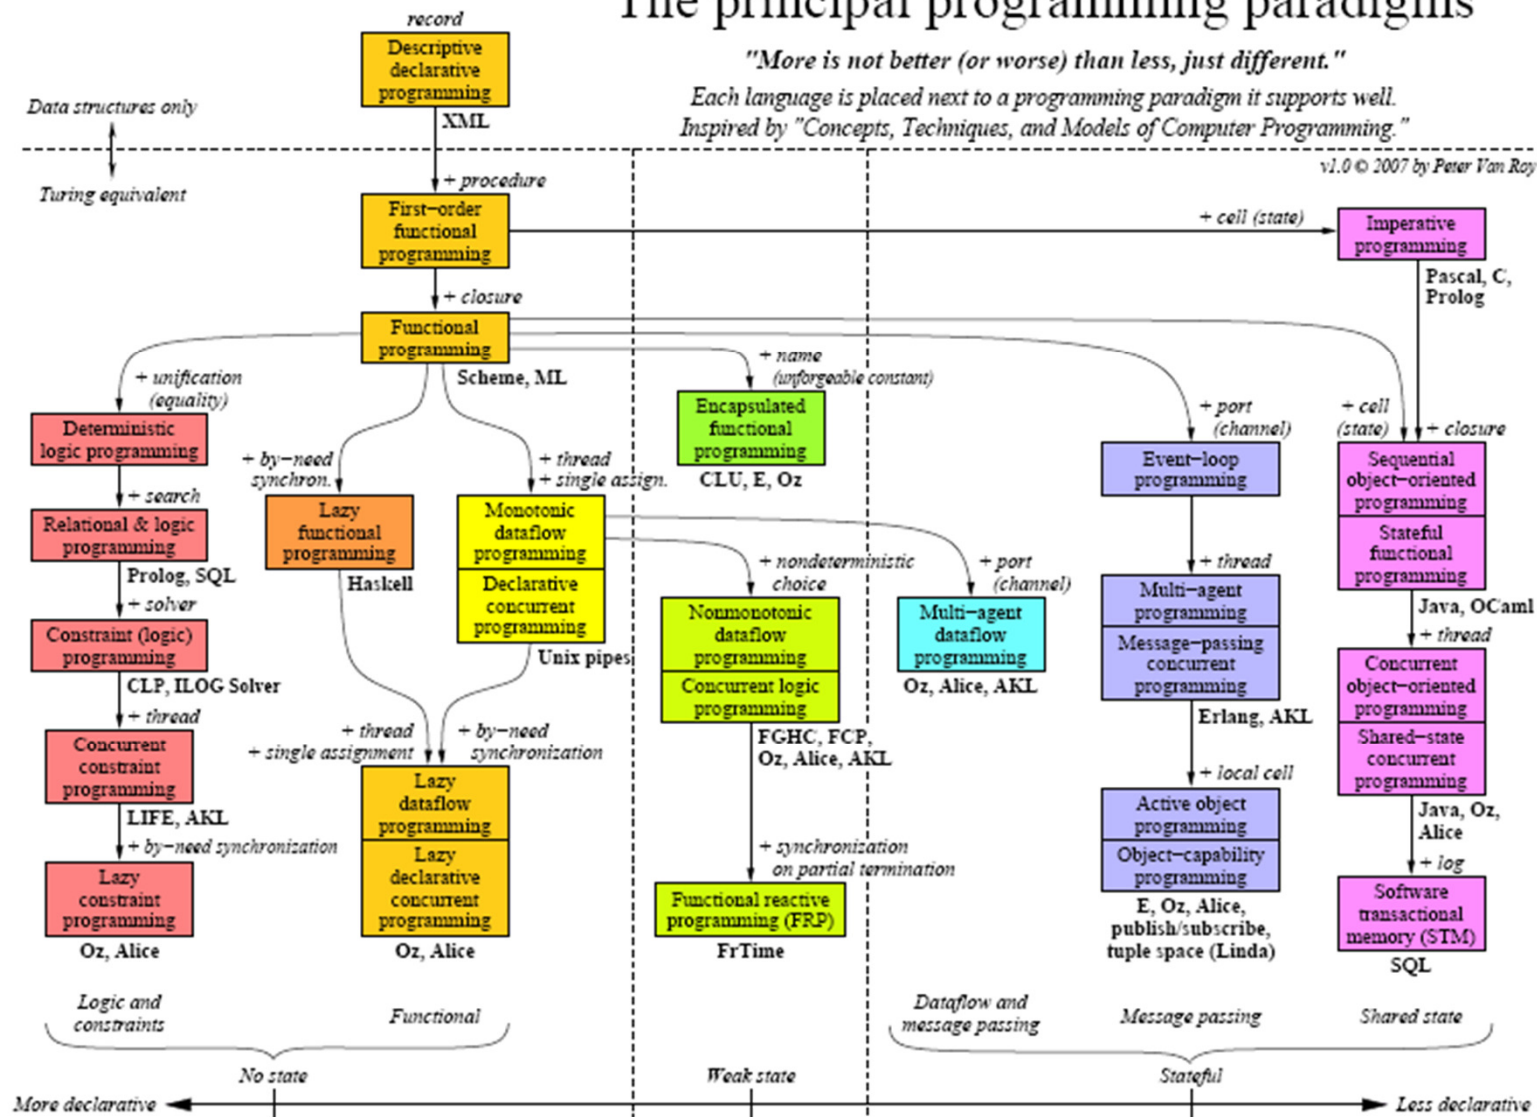 The principal programming paradigms
"More is not better (or worse) than less, just different."
Each language is placed next to a programming paradigm it supports well.
Inspired by "Concepts, Techniques, and Models of Computer Programming."
v1.0 © 2007 by Peter Van Roy
record
Descriptive
declarative
programming
XML
Data structures only
Turing equivalent
+ procedure
First−order
functional
programming
+ cell (state)
Imperative
programming
Pascal, C,
Prolog
+ closure
Functional
programming
Scheme, ML
+ unification
(equality)
Deterministic
logic programming
+ search
Relational & logic
programming
Prolog, SQL
+ solver
Constraint (logic)
programming
CLP, ILOG Solver
+ thread
Concurrent
constraint
programming
LIFE, AKL
+ by−need synchronization
Lazy
constraint
programming
Oz, Alice
+ by−need
synchron.
Lazy
functional
programming
Haskell
+ thread
+ single assign.
Monotonic
dataflow
programming
Declarative
concurrent
programming
Unix pipes
+ thread
+ single assignment
+ by−need
synchronization
Lazy
dataflow
programming
Lazy
declarative
concurrent
programming
Oz, Alice
+ name
(unforgeable constant)
Encapsulated
functional
programming
CLU, E, Oz
+ nondeterministic
choice
Nonmonotonic
dataflow
programming
Concurrent logic
programming
FGHC, FCP,
Oz, Alice, AKL
+ synchronization
on partial termination
Functional reactive
programming (FRP)
FrTime
+ port
(channel)
Multi−agent
dataflow
programming
Oz, Alice, AKL
+ port
(channel)
Event−loop
programming
+ thread
Multi−agent
programming
Message−passing
concurrent
programming
Erlang, AKL
+ local cell
Active object
programming
Object−capability
programming
E, Oz, Alice,
publish/subscribe,
tuple space (Linda)
+ cell
(state)
+ closure
Sequential
object−oriented
programming
Stateful
functional
programming
Java, OCaml
+ thread
Concurrent
object−oriented
programming
Shared−state
concurrent
programming
Java, Oz,
Alice
+ log
Software
transactional
memory (STM)
SQL
Logic and
constraints
Functional
Dataflow and
message passing
Message passing
Shared state
No state
Weak state
Stateful
More declarative
Less declarative